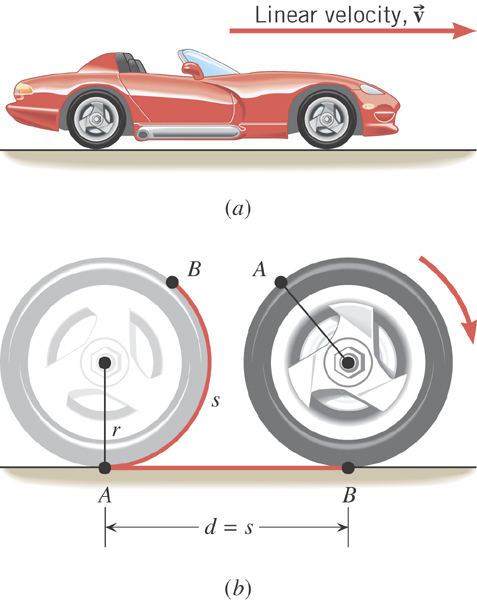 Linear velocity, v⃗
(a)
B A
s
r
A B
d = s
(b)